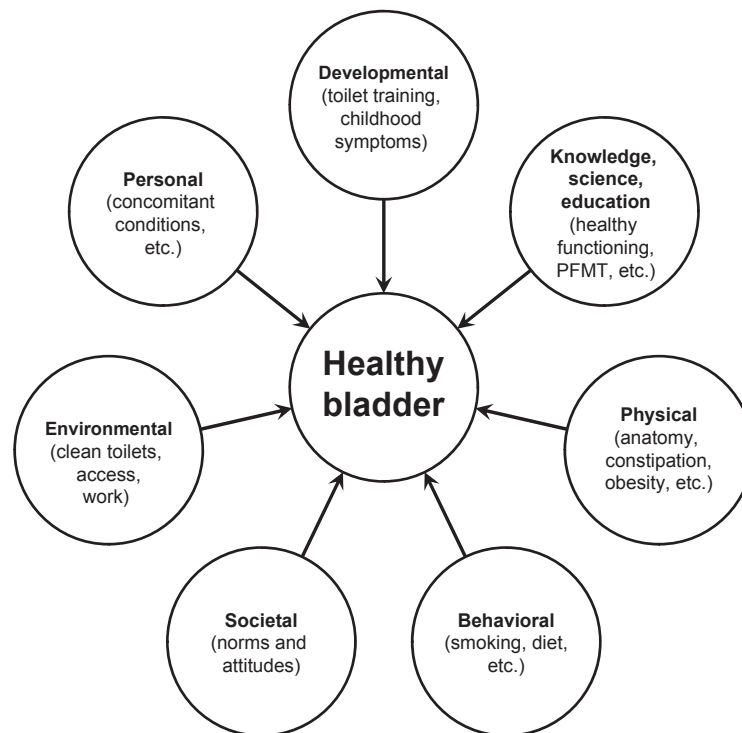 Developmental
(toilet training,
childhood
symptoms)
Knowledge,
science,
education
(healthy
functioning,
PFMT, etc.)
Personal
(concomitant
conditions,
etc.)
Healthy
bladder
Physical
(anatomy,
constipation,
obesity, etc.)
Environmental
(clean toilets,
access,
work)
Societal
(norms and
attitudes)
Behavioral
(smoking, diet,
etc.)